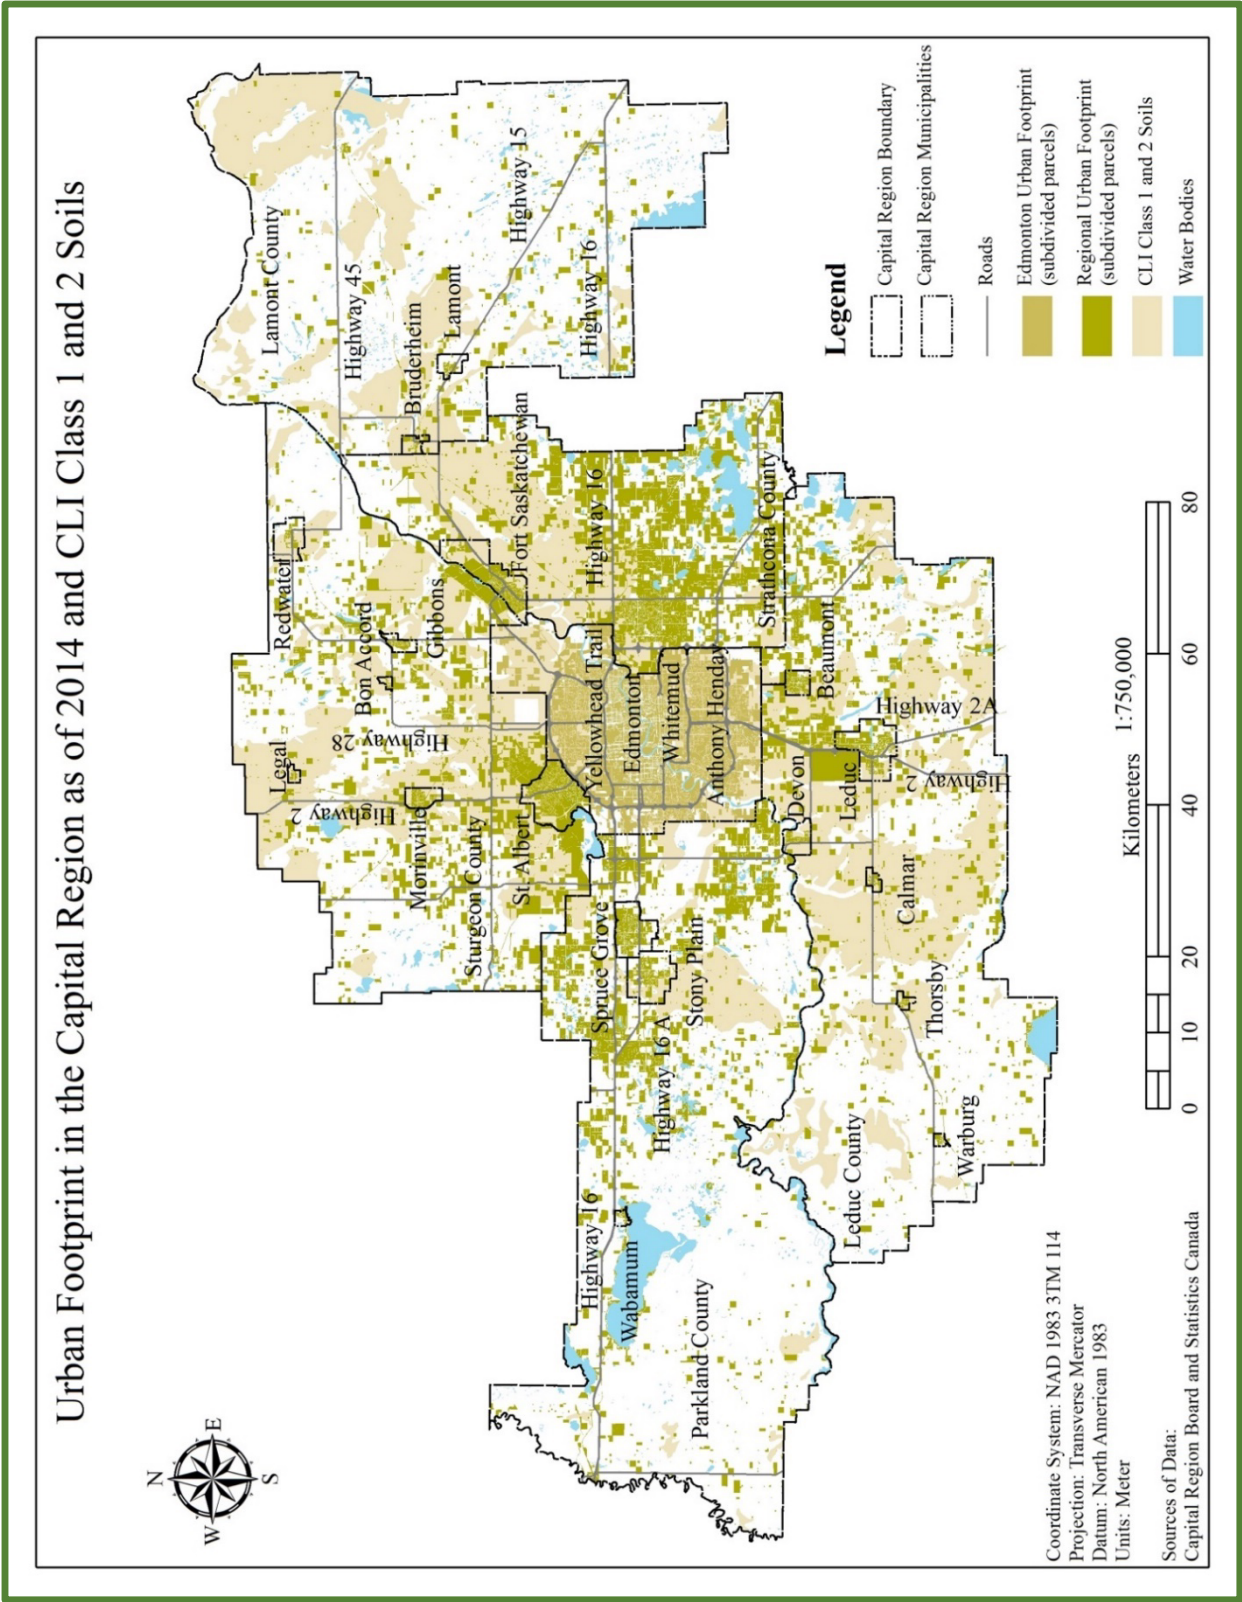 Urban Footprint in the Capital Region as of 2014 and CLI Class 1 and 2 Soils
N
W
E
S
Lamont County
Highway 45
Redwater
Bruderheim
Lamont
Highway 15
Legal
Bon Accord
Gibbons
Highway 28
Highway 2
Morinville
Fort Saskatchewan
Highway 16
Sturgeon County
St Albert
Highway 16
Yellowhead Trail
Edmonton
Whitemud
Anthony Henday
Strathcona County
Spruce Grove
Stony Plain
Highway 16 A
Highway 16
Wabamum
Parkland County
Devon
Beaumont
Leduc
Highway 2A
Highway 2
Calmar
Thorsby
Leduc County
Warburg
Legend
Capital Region Boundary
Capital Region Municipalities
Roads
Edmonton Urban Footprint
(subdivided parcels)
Regional Urban Footprint
(subdivided parcels)
CLI Class 1 and 2 Soils
Water Bodies
Coordinate System: NAD 1983 3TM 114
Projection: Transverse Mercator
Datum: North American 1983
Units: Meter
Sources of Data:
Capital Region Board and Statistics Canada
Kilometers 1:750,000
0 10 20 40 60 80